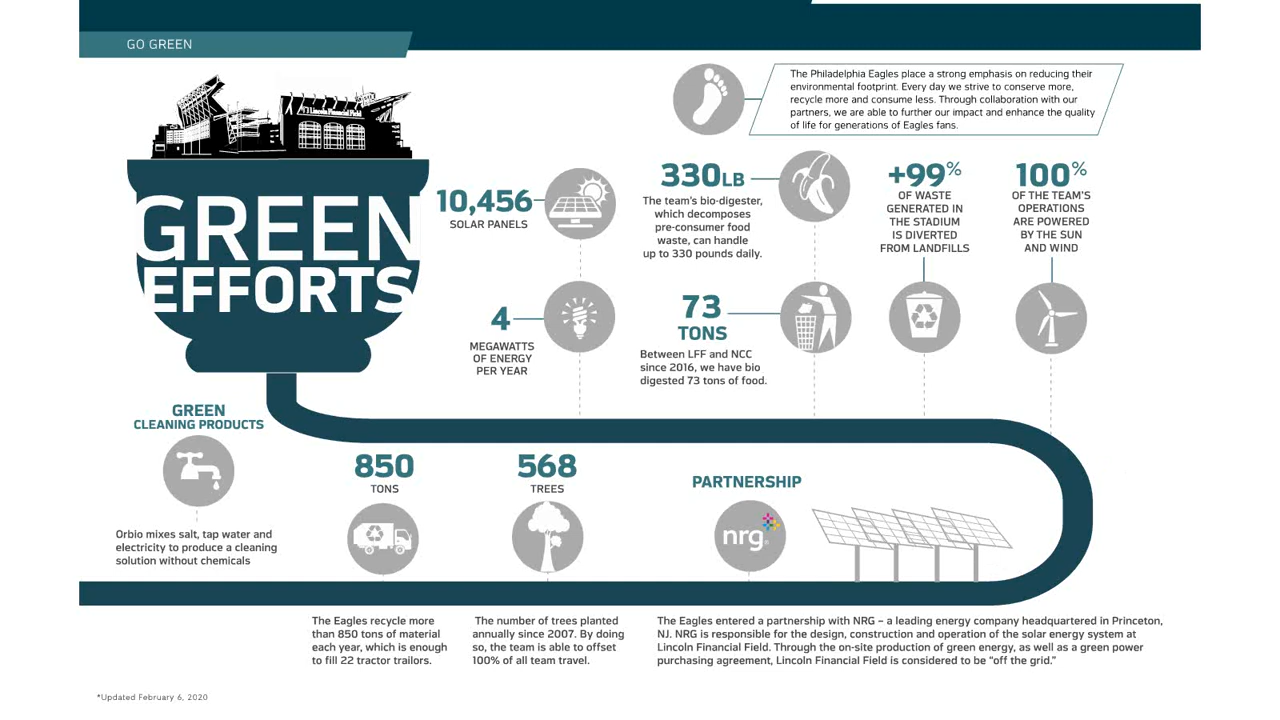 GO GREEN
The Philadelphia Eagles place a strong emphasis on reducing their
environmental footprint. Every day we strive to conserve more,
recycle more and consume less. Through collaboration with our
partners, we are able to further our impact and enhance the quality
of life for generations of Eagles fans.
Lincoln Financial Field
GREEN
EFFORTS
10,456
SOLAR PANELS
4
MEGAWATTS
OF ENERGY
PER YEAR
330LB
The team's bio-digester,
which decomposes
pre-consumer food
waste, can handle
up to 330 pounds daily.
73
TONS
Between LFF and NCC
since 2016, we have bio
digested 73 tons of food.
+99%
OF WASTE
GENERATED IN
THE STADIUM
IS DIVERTED
FROM LANDFILLS
100%
OF THE TEAM'S
OPERATIONS
ARE POWERED
BY THE SUN
AND WIND
GREEN
CLEANING PRODUCTS
Orbio mixes salt, tap water and
electricity to produce a cleaning
solution without chemicals
850
TONS
The Eagles recycle more
than 850 tons of material
each year, which is enough
to fill 22 tractor trailors.
568
TREES
The number of trees planted
annually since 2007. By doing
so, the team is able to offset
100% of all team travel.
PARTNERSHIP
nrg
The Eagles entered a partnership with NRG – a leading energy company headquartered in Princeton,
NJ. NRG is responsible for the design, construction and operation of the solar energy system at
Lincoln Financial Field. Through the on-site production of green energy, as well as a green power
purchasing agreement, Lincoln Financial Field is considered to be "off the grid."
*Updated February 6, 2020